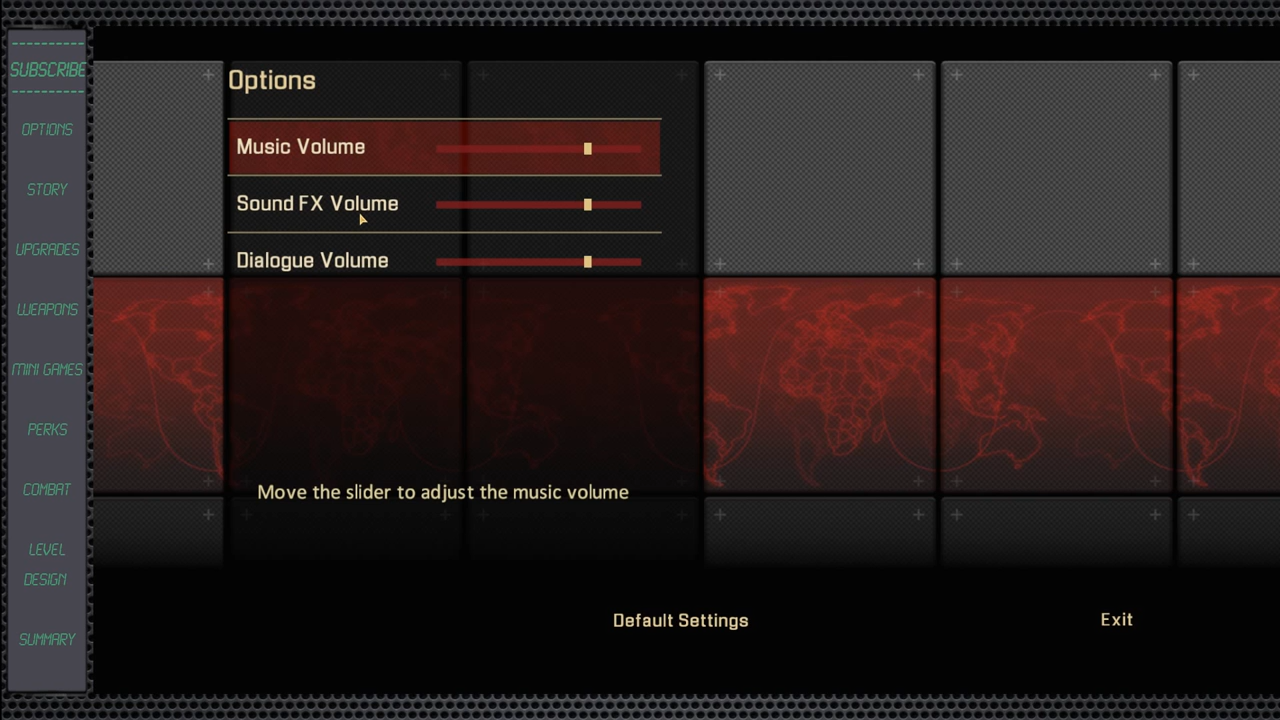 SUBSCRIBE
OPTIONS
STORY
UPGRADES
WEAPONS
MINI GAMES
PERKS
COMBAT
LEVEL
DESIGN
SUMMARY
Options
Music Volume
Sound FX Volume
Dialogue Volume
Move the slider to adjust the music volume
Default Settings
Exit